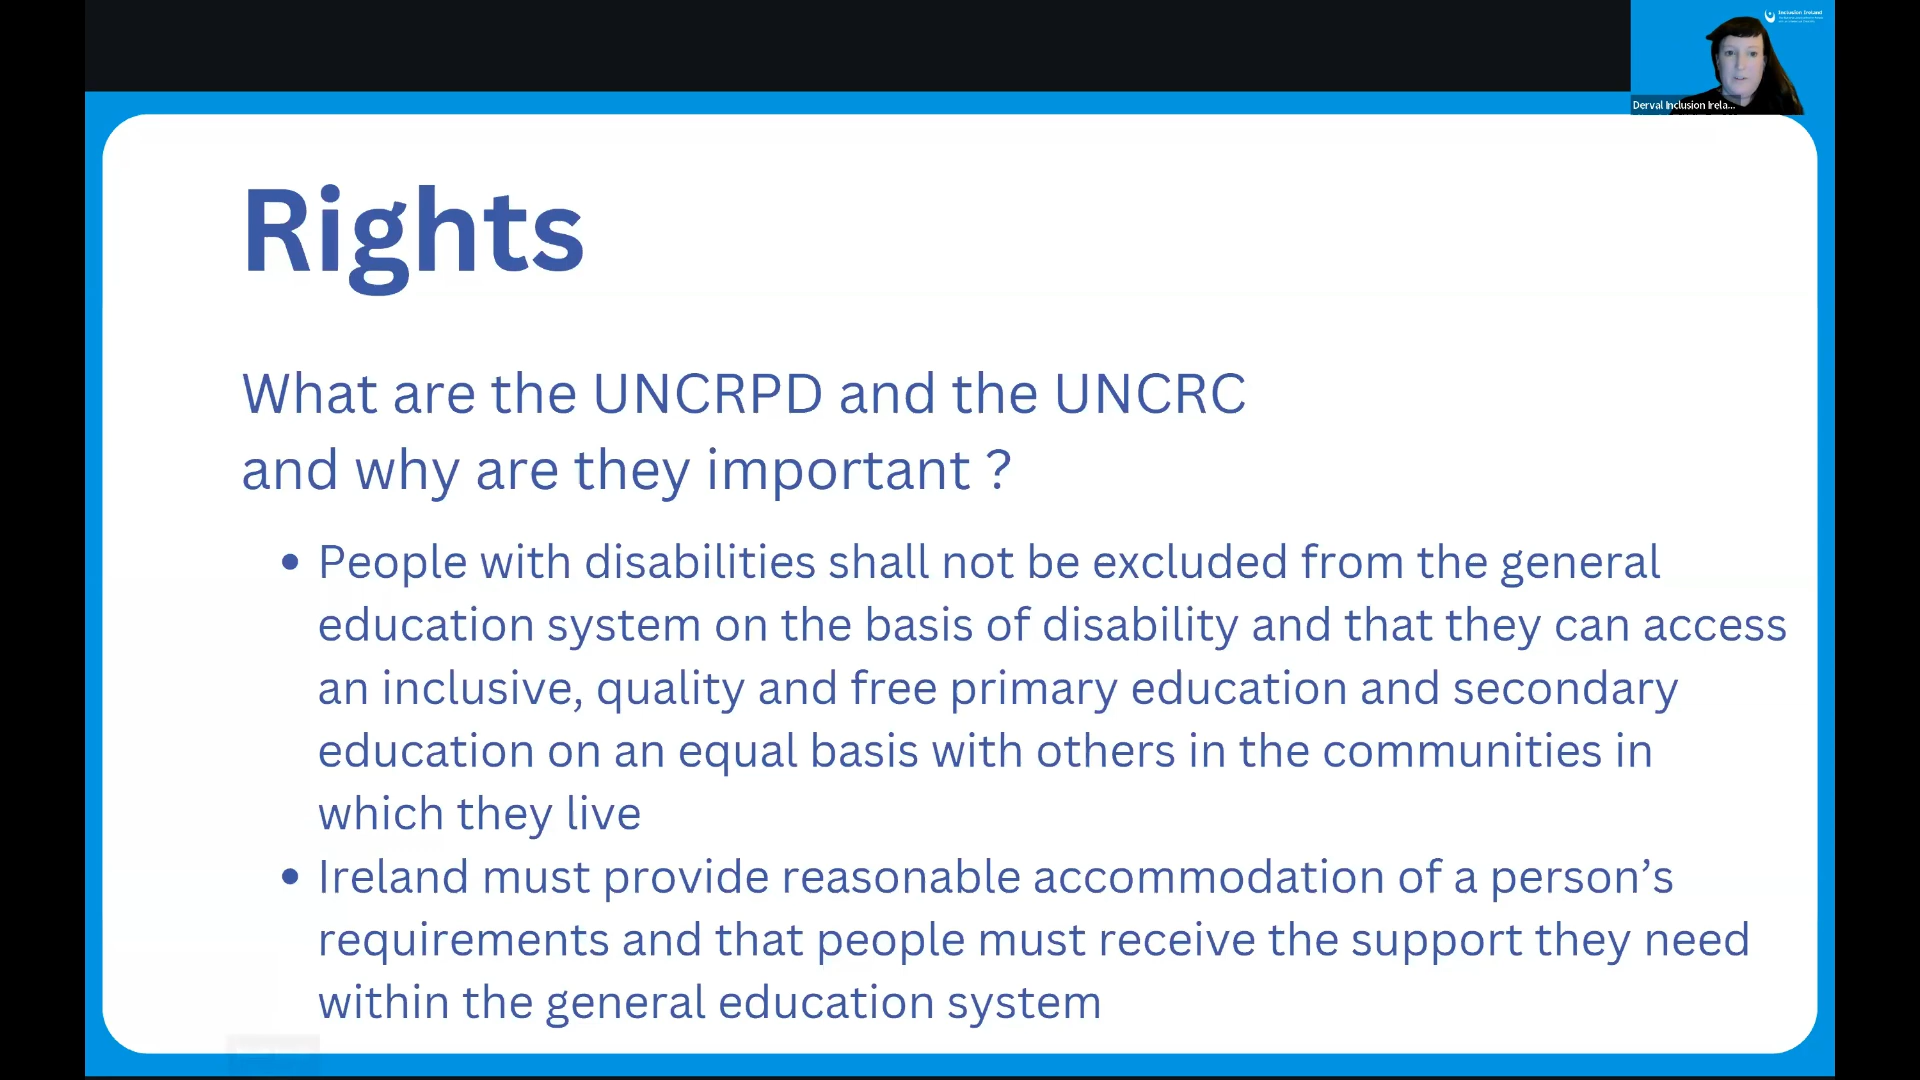 Inclusion Ireland
Derval Inclusion Irela...
Rights
What are the UNCRPD and the UNCRC
and why are they important ?
• People with disabilities shall not be excluded from the general
education system on the basis of disability and that they can access
an inclusive, quality and free primary education and secondary
education on an equal basis with others in the communities in
which they live
• Ireland must provide reasonable accommodation of a person’s
requirements and that people must receive the support they need
within the general education system